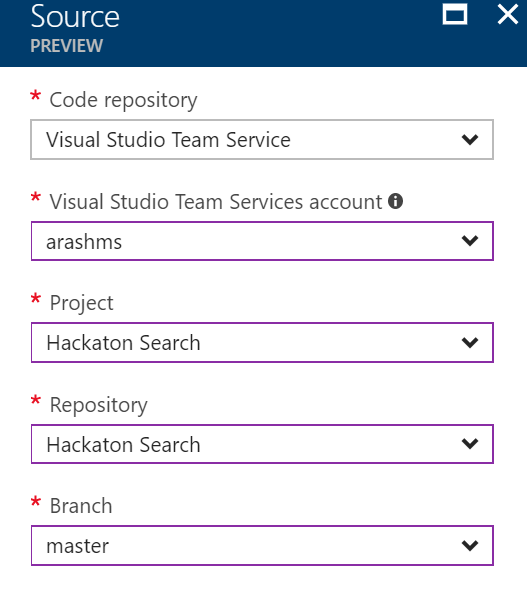 Source
PREVIEW
* Code repository
Visual Studio Team Service
* Visual Studio Team Services account
arashms
* Project
Hackaton Search
* Repository
Hackaton Search
* Branch
master